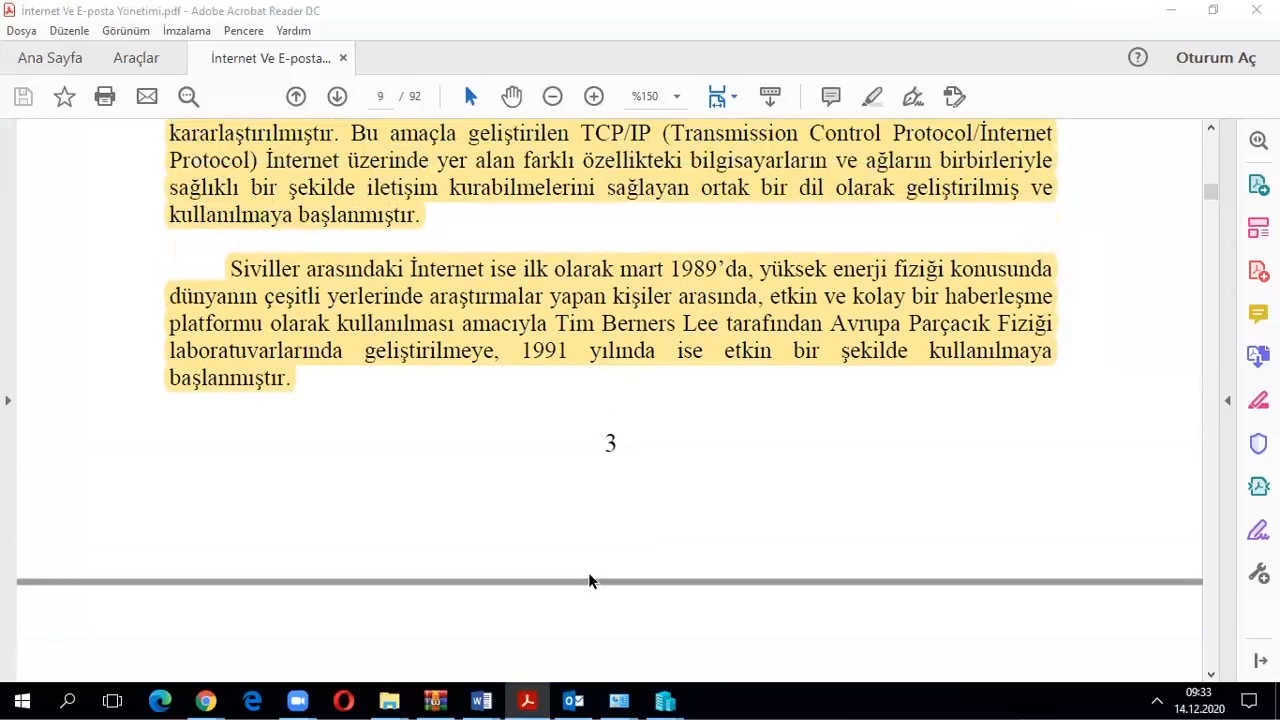 İnternet Ve E-posta Yönetimi.pdf - Adobe Acrobat Reader DC
Dosya Düzenle Görünüm İmzalama Pencere Yardım
Ana Sayfa Araçlar İnternet Ve E-posta... × Oturum Aç
9 / 92 %150
kararlaştırılmıştır. Bu amaçla geliştirilen TCP/IP (Transmission Control Protocol/İnternet
Protocol) İnternet üzerinde yer alan farklı özellikteki bilgisayarların ve ağların birbirleriyle
sağlıklı bir şekilde iletişim kurabilmelerini sağlayan ortak bir dil olarak geliştirilmiş ve
kullanılmaya başlanmıştır.
Siviller arasındaki İnternet ise ilk olarak mart 1989’da, yüksek enerji fiziği konusunda
dünyanın çeşitli yerlerinde araştırmalar yapan kişiler arasında, etkin ve kolay bir haberleşme
platformu olarak kullanılması amacıyla Tim Berners Lee tarafından Avrupa Parçacık Fiziği
laboratuvarlarında geliştirilmeye, 1991 yılında ise etkin bir şekilde kullanılmaya
başlanmıştır.
3
09:33
14.12.2020